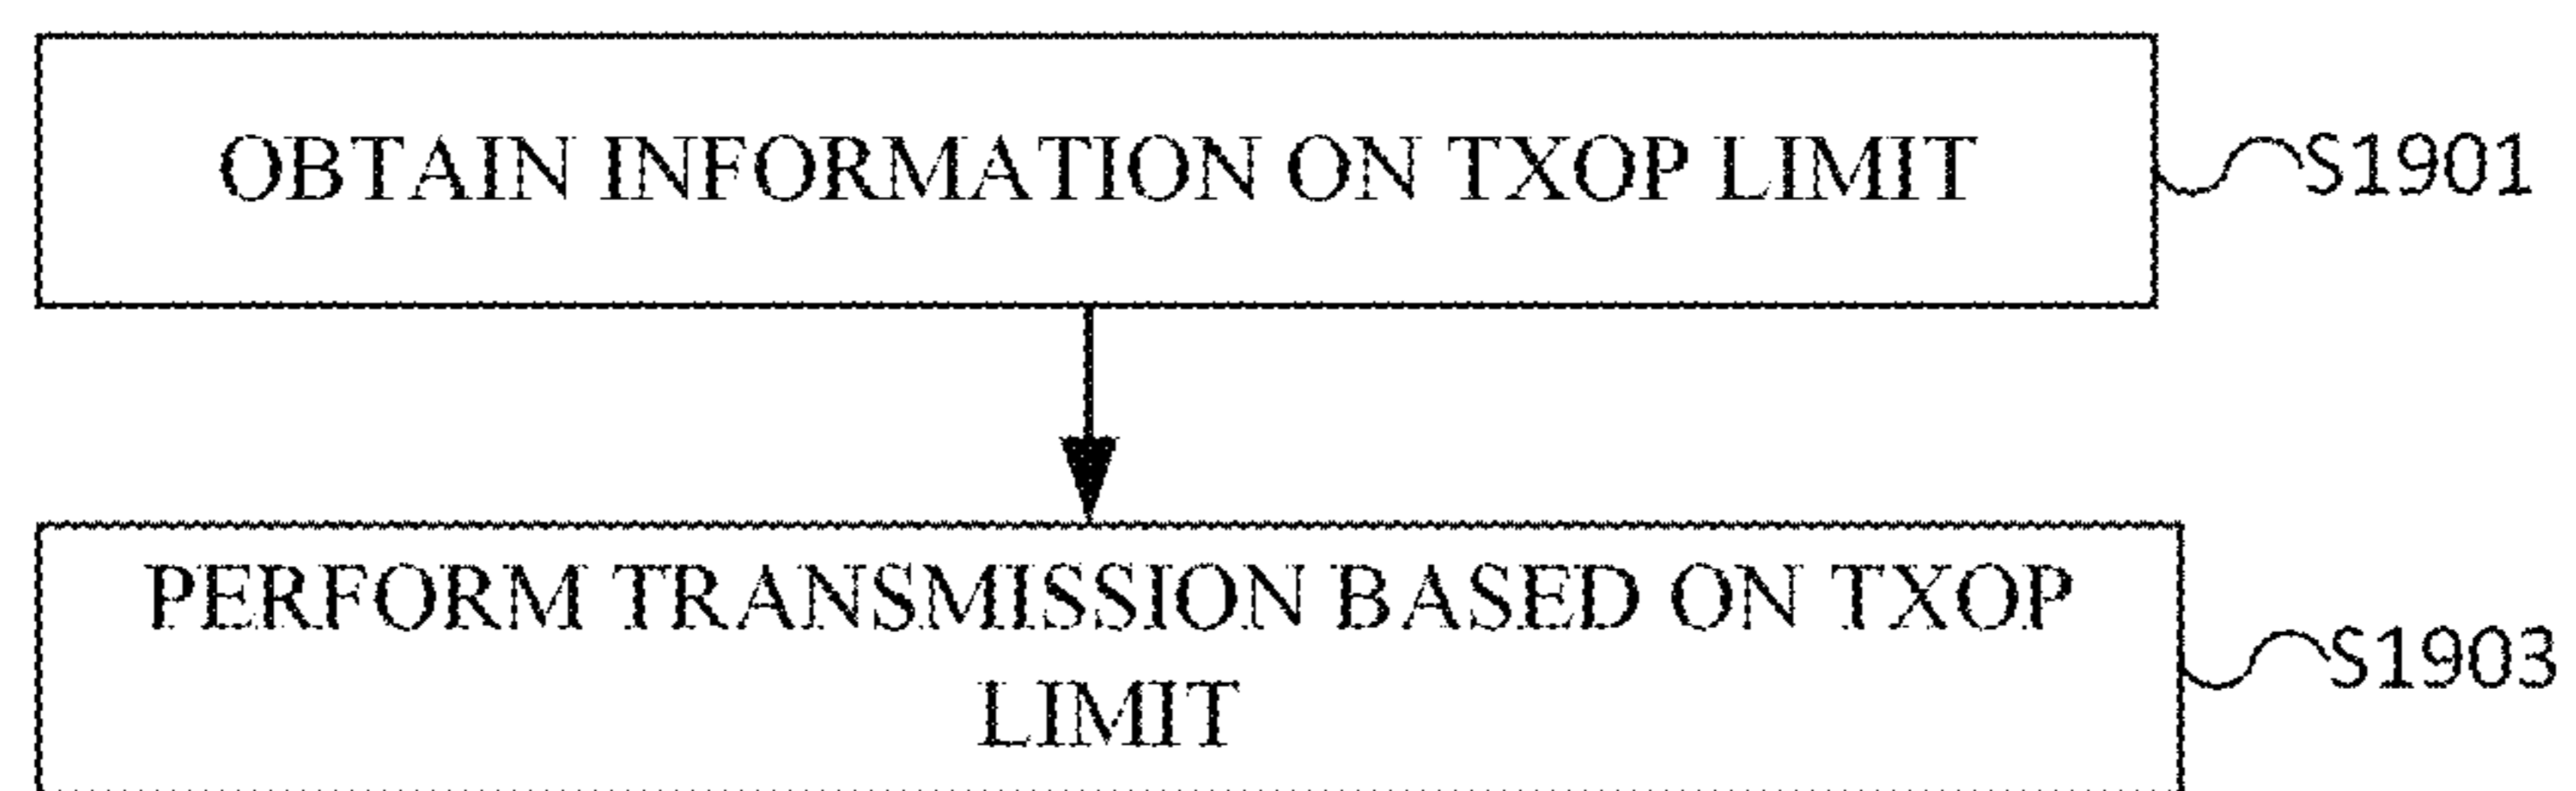 OBTAIN INFORMATION ON TXOP LIMIT
S1901
PERFORM TRANSMISSION BASED ON TXOP
LIMIT
S1903